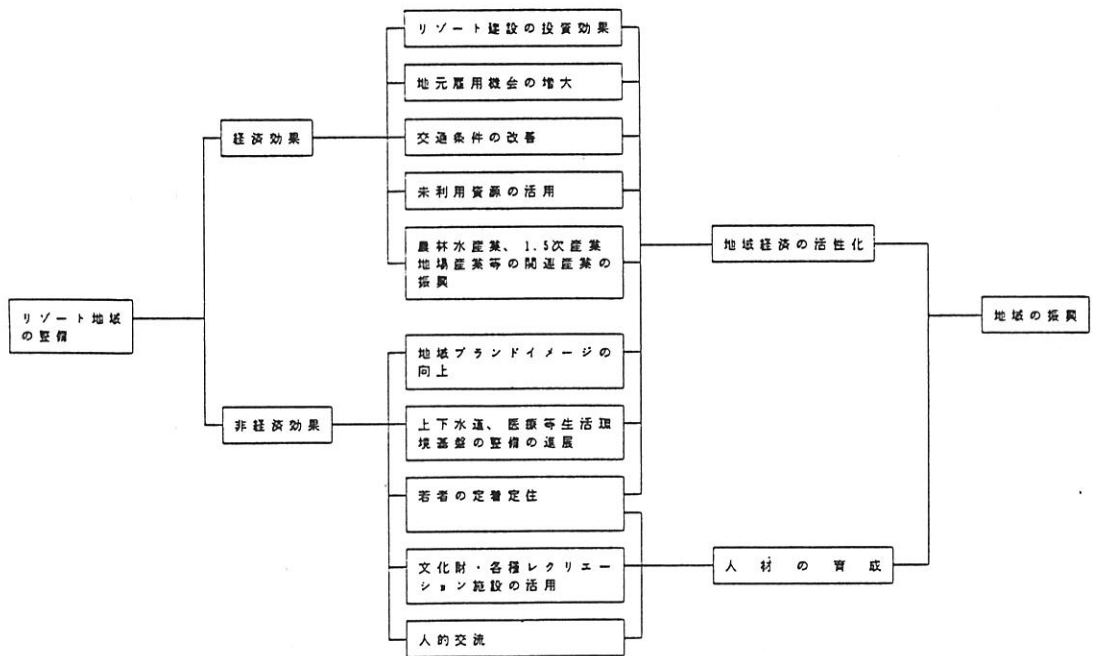 リゾート地域
の整備
経済効果
非経済効果
リゾート建設の投資効果
地元雇用機会の増大
交通条件の改善
未利用資源の活用
農林水産業、1.5次産業
地場産業等の関連産業の
振興
地域ブランドイメージの
向上
上下水道、医療等生活環
境基盤の整備の進展
若者の定着定住
文化財・各種レクリエー
ション施設の活用
人的交流
地域経済の活性化
人材の育成
地域の振興